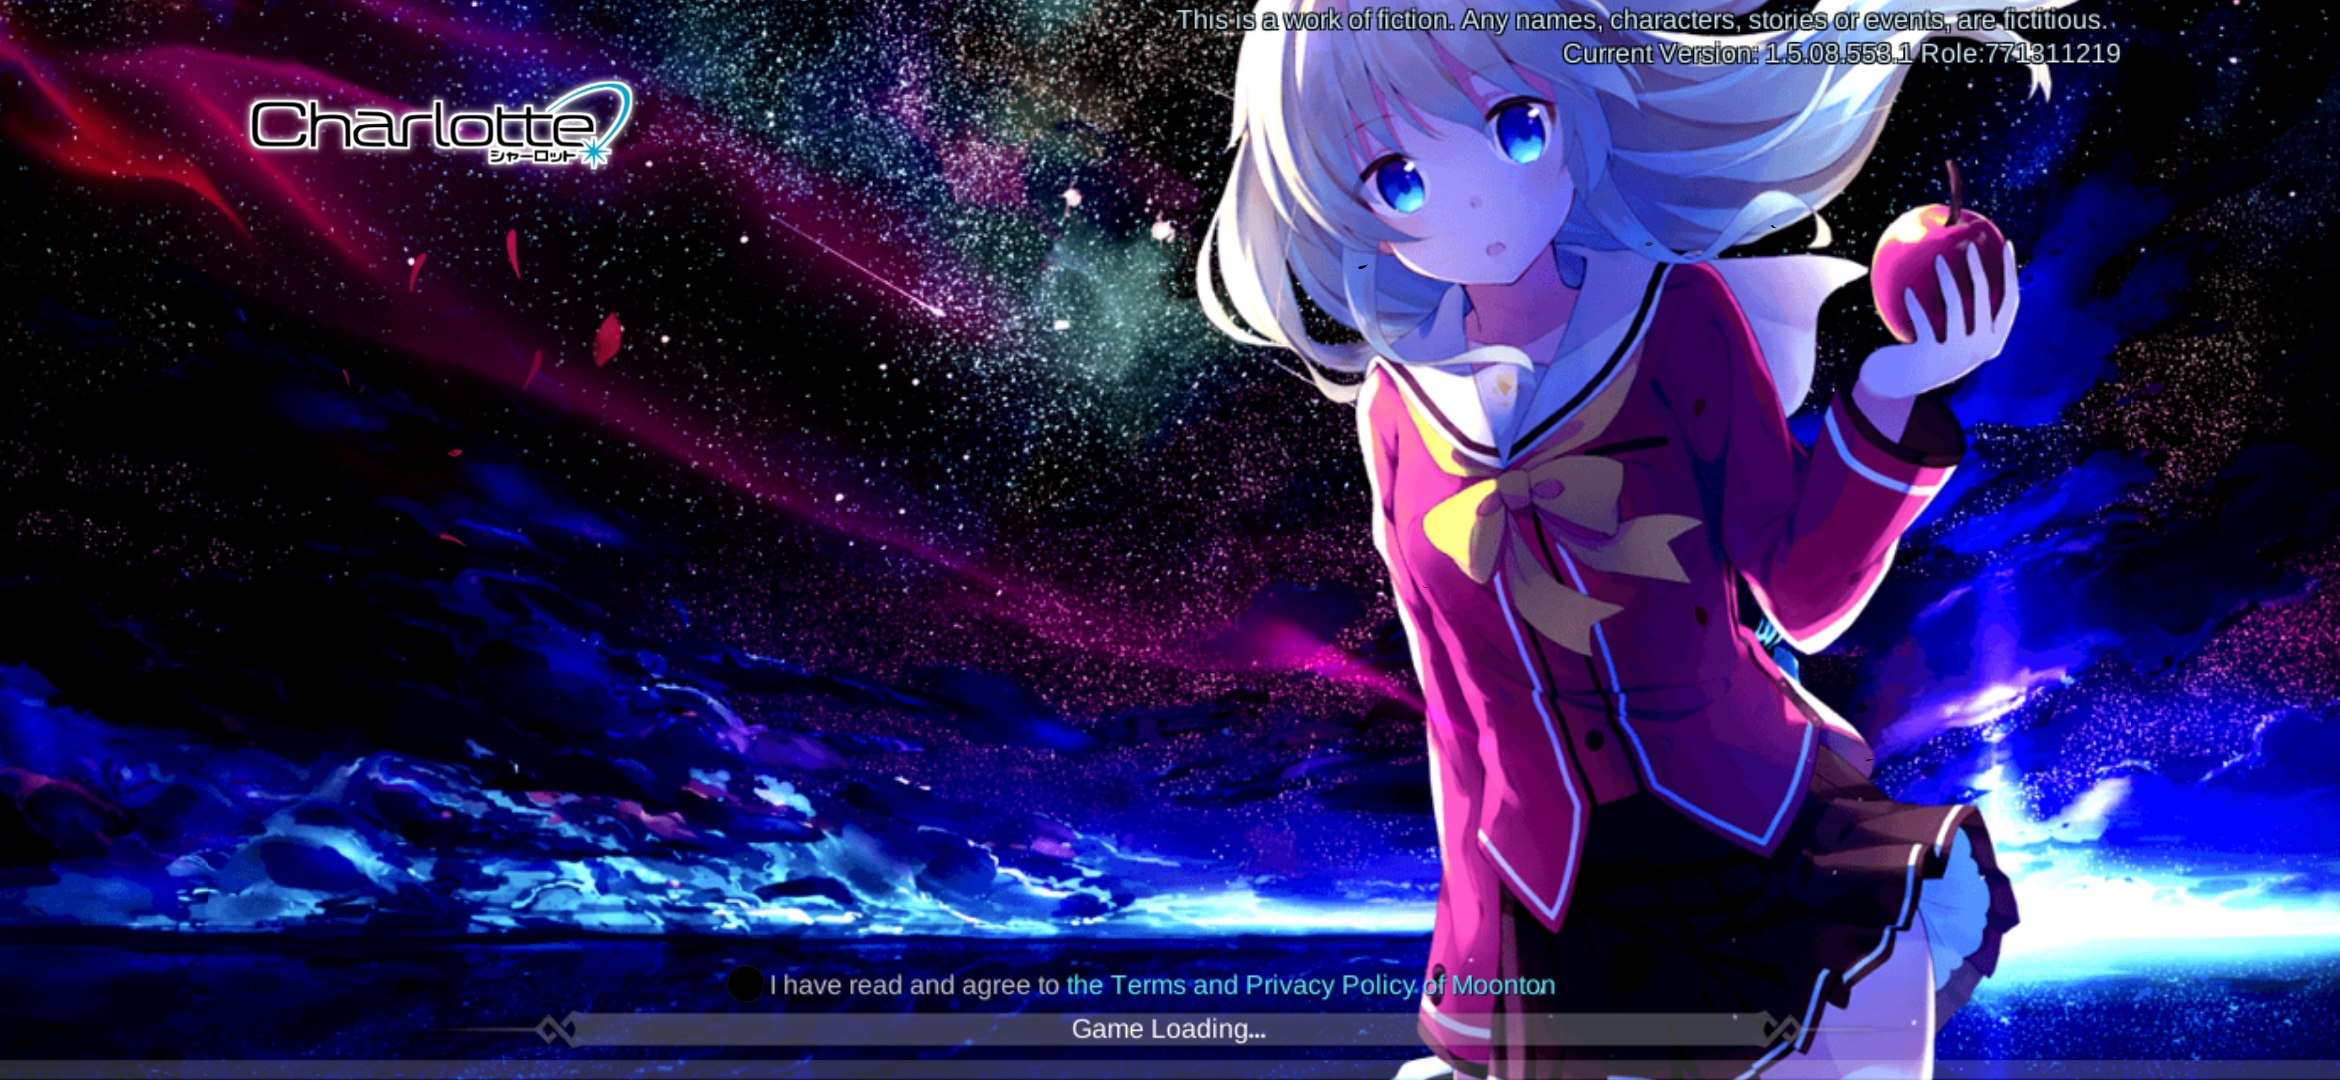 This is a work of fiction. Any names, characters, stories or events, are fictitious.
Current Version: 1.5.08.553.1 Role:771311219
Charlotte
シャーロット
I have read and agree to the Terms and Privacy Policy of Moonton
Game Loading...